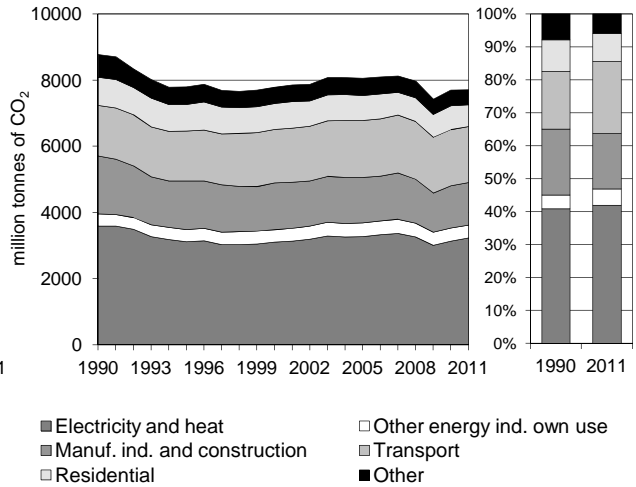 million tonnes of CO2
10000
8000
6000
4000
2000
0
1990 1993 1996 1999 2002 2005 2008 2011
1
100%
90%
80%
70%
60%
50%
40%
30%
20%
10%
0%
1990 2011
Electricity and heat
Other energy ind. own use
Manuf. ind. and construction
Transport
Residential
Other